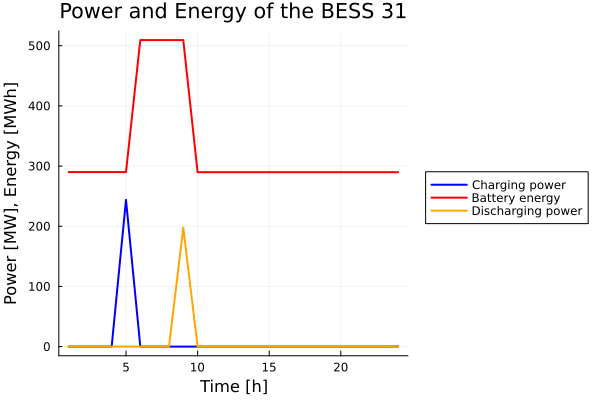 Power and Energy of the BESS 31
Power [MW], Energy [MWh]
500
400
300
200
100
0
5
10
15
20
Time [h]
Charging power
Battery energy
Discharging power